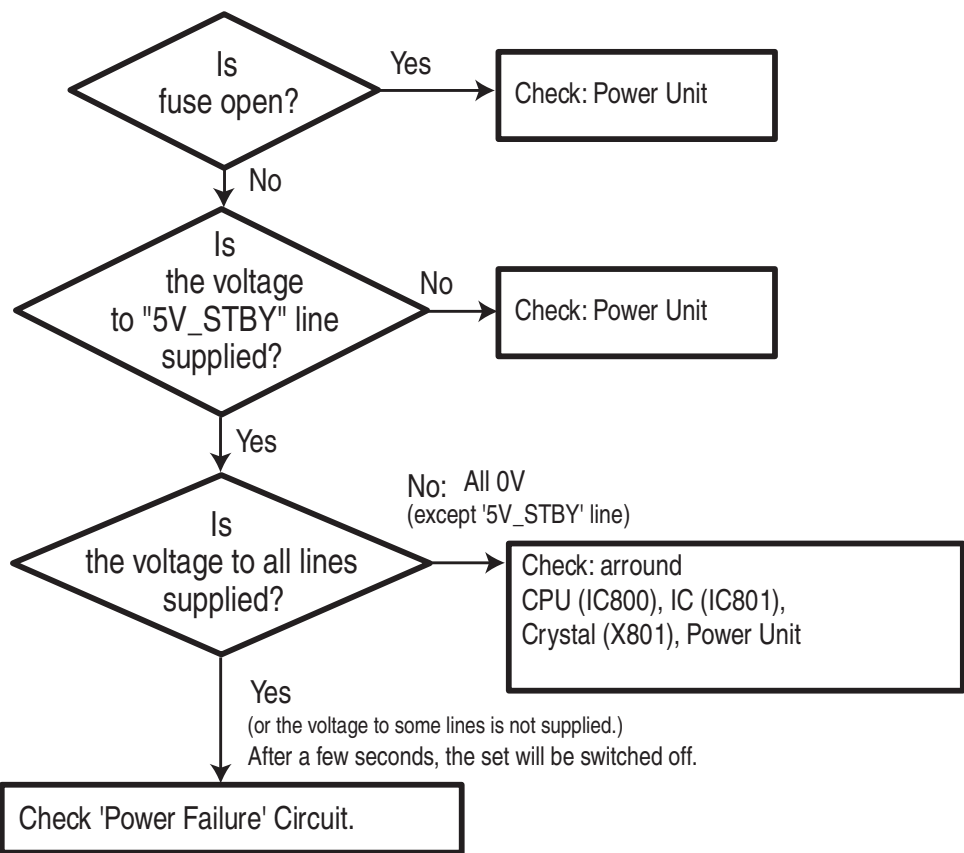 Is
fuse open?
Yes
Check: Power Unit
No
Is
the voltage
to "5V_STBY" line
supplied?
No
Check: Power Unit
Yes
Is
the voltage to all lines
supplied?
No: All 0V
(except '5V_STBY' line)
Check: arround
CPU (IC800), IC (IC801),
Crystal (X801), Power Unit
Yes
(or the voltage to some lines is not supplied.)
After a few seconds, the set will be switched off.
Check 'Power Failure' Circuit.